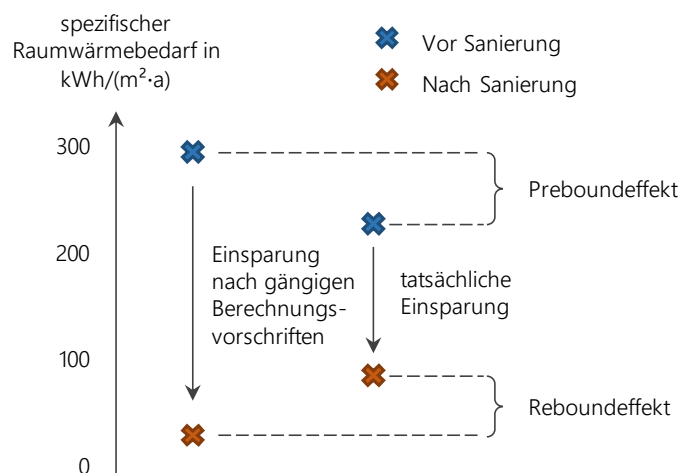 spezifischer
Raumwärmebedarf in
kWh/(m²·a)
Vor Sanierung
Nach Sanierung
300
200
100
0
Einsparung
nach gängigen
Berechnungs-
vorschriften
tatsächliche
Einsparung
Preboundeffekt
Reboundeffekt